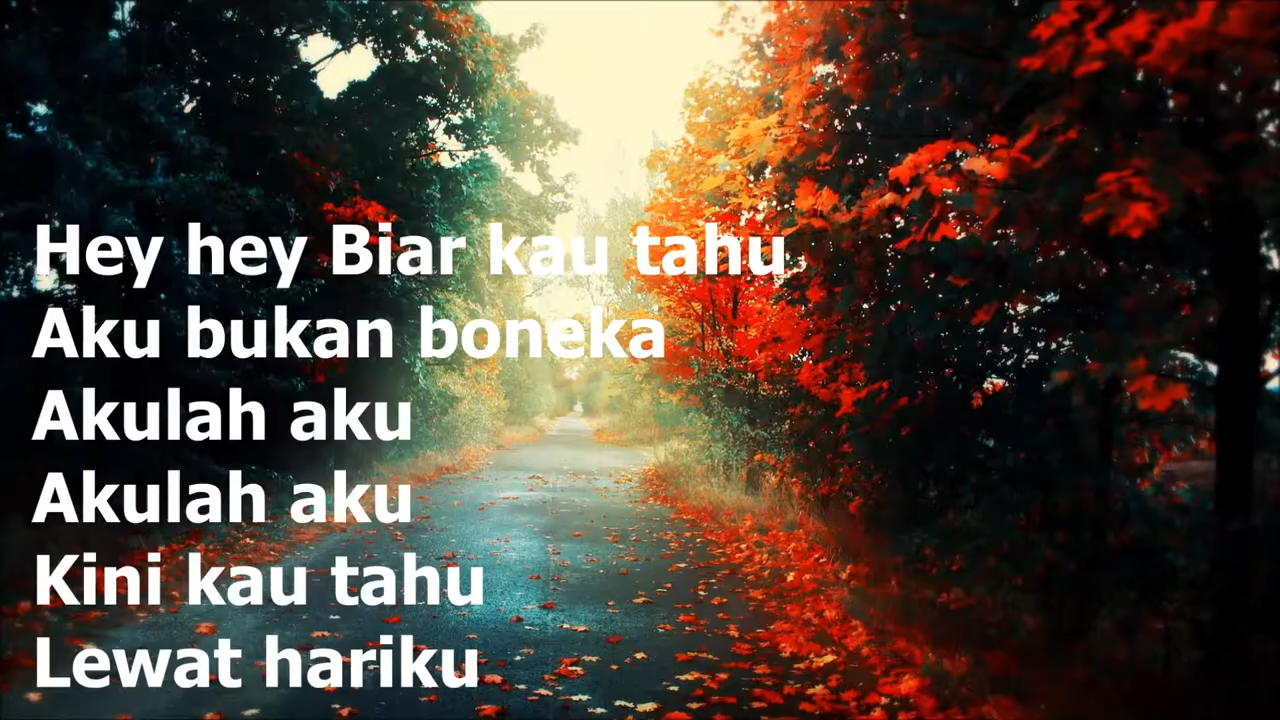 Hey hey Biar kau tahu
Aku bukan boneka
Akulah aku
Akulah aku
Kini kau tahu
Lewat hariku